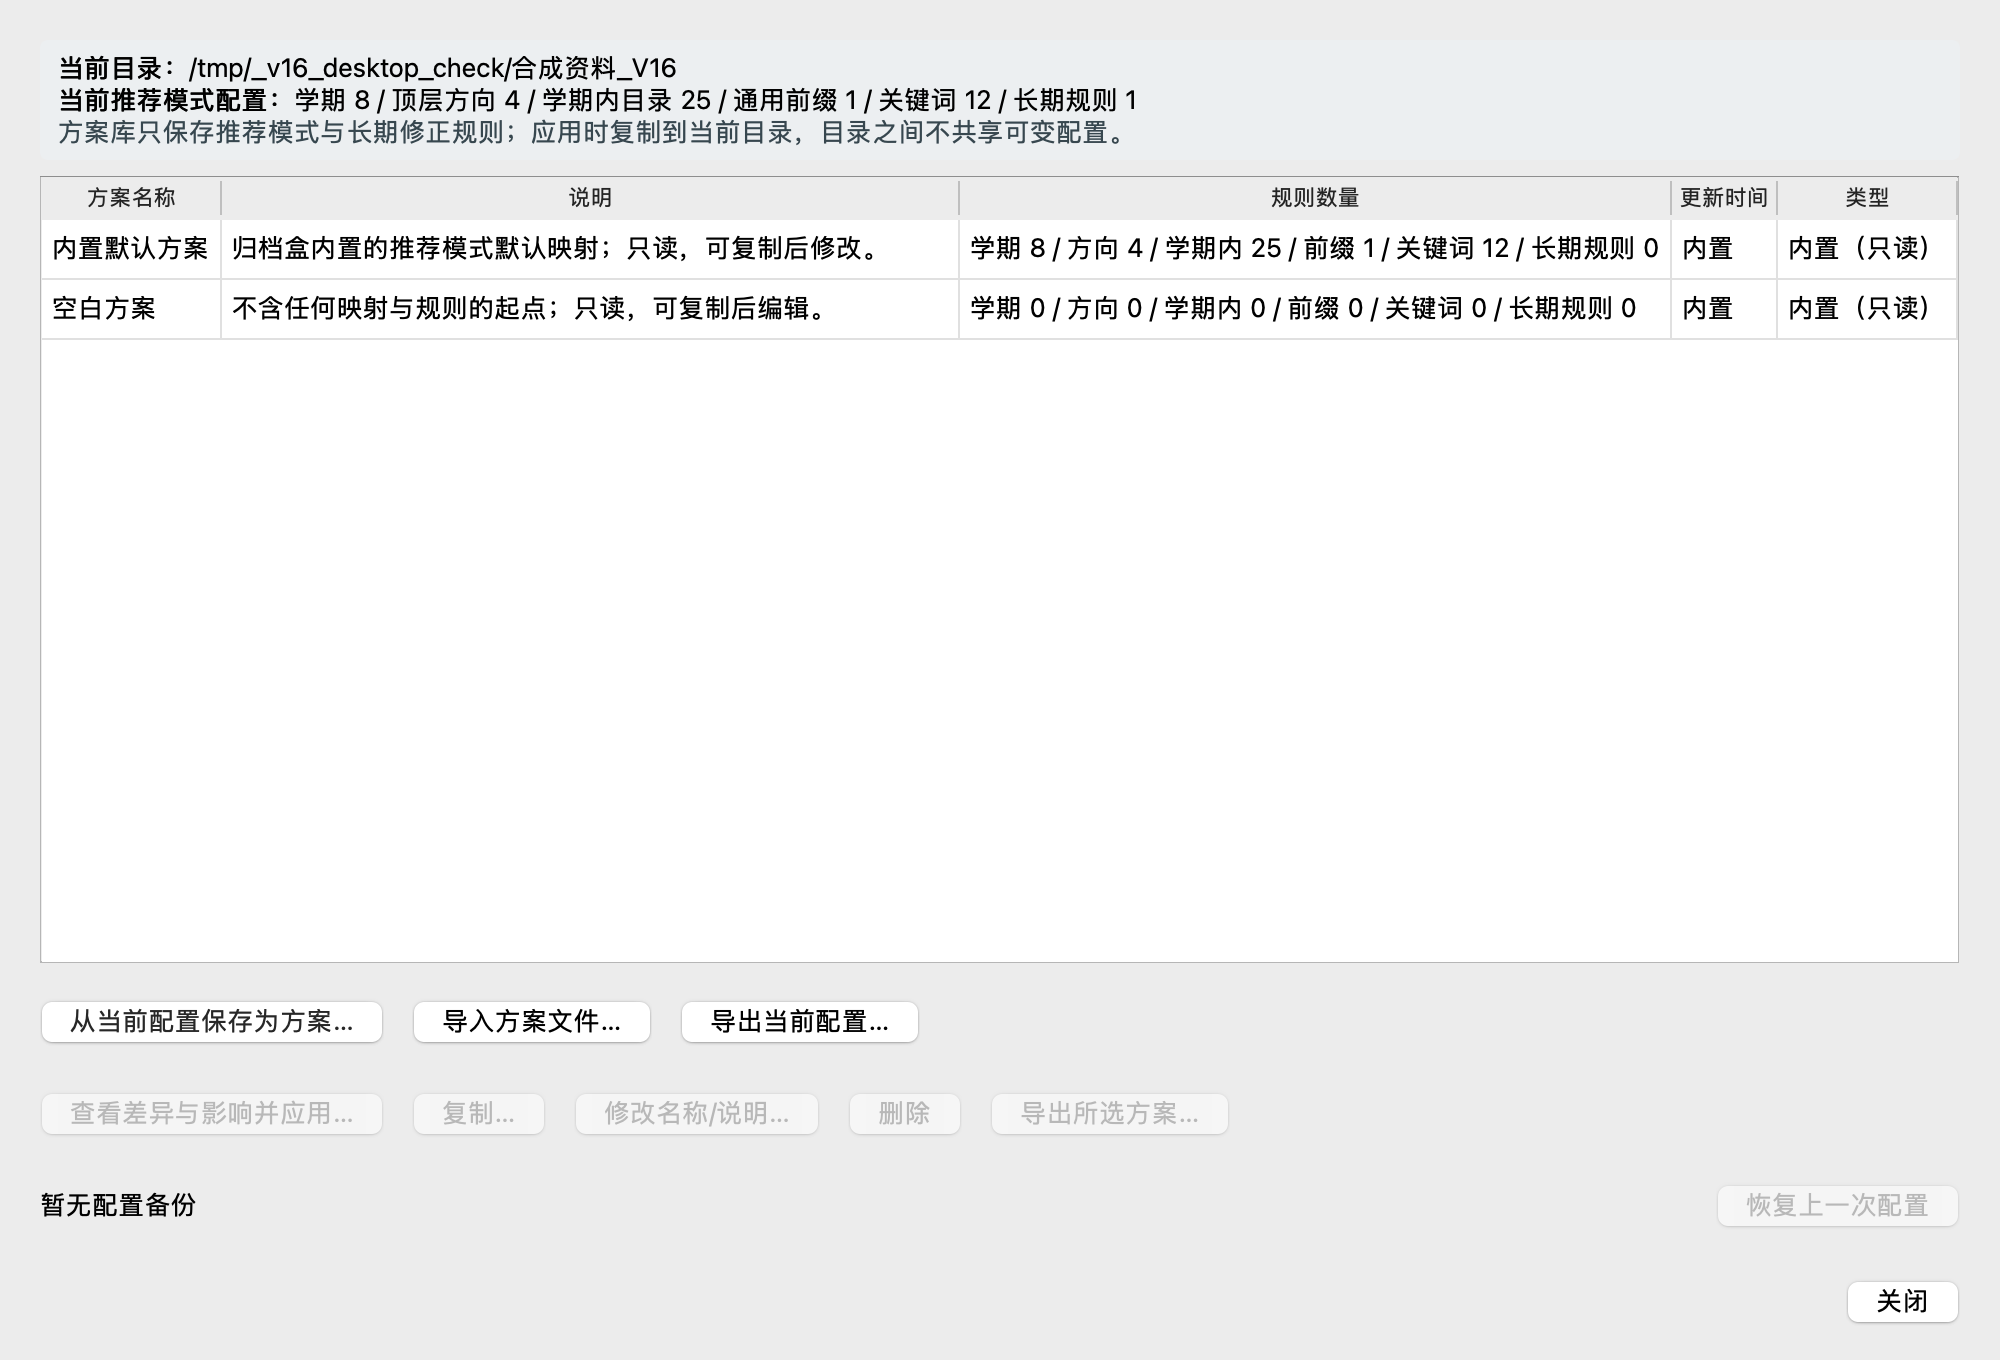 当前目录：/tmp/_v16_desktop_check/合成资料_V16
当前推荐模式配置：学期 8 / 顶层方向 4 / 学期内目录 25 / 通用前缀 1 / 关键词 12 / 长期规则 1
方案库只保存推荐模式与长期修正规则；应用时复制到当前目录，目录之间不共享可变配置。
方案名称 说明 规则数量 更新时间 类型
内置默认方案 归档盒内置的推荐模式默认映射；只读，可复制后修改。 学期 8 / 方向 4 / 学期内 25 / 前缀 1 / 关键词 12 / 长期规则 0 内置 内置（只读）
空白方案 不含任何映射与规则的起点；只读，可复制后编辑。 学期 0 / 方向 0 / 学期内 0 / 前缀 0 / 关键词 0 / 长期规则 0 内置 内置（只读）
从当前配置保存为方案... 导入方案文件... 导出当前配置...
查看差异与影响并应用... 复制... 修改名称/说明... 删除 导出所选方案...
暂无配置备份 恢复上一次配置
关闭